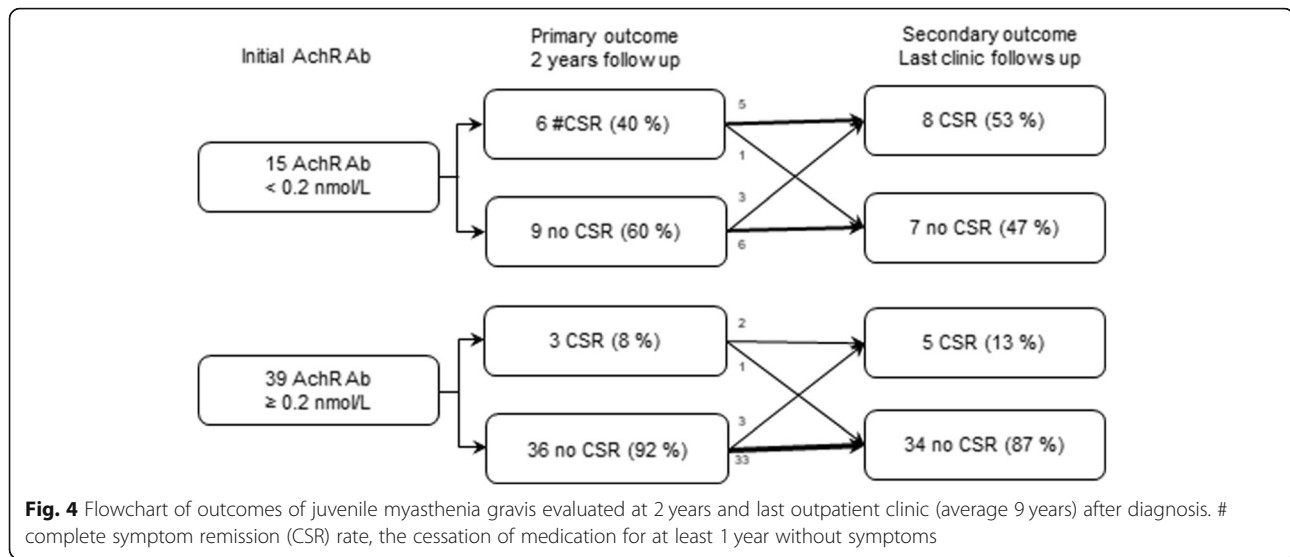 Initial AchR Ab
Primary outcome
2 years follow up
Secondary outcome
Last clinic follows up
15 AchR Ab
< 0.2 nmol/L
6 #CSR (40 %)
9 no CSR (60 %)
5
1
3
6
8 CSR (53 %)
7 no CSR (47 %)
39 AchR Ab
≥ 0.2 nmol/L
3 CSR (8 %)
36 no CSR (92 %)
2
1
3
33
5 CSR (13 %)
34 no CSR (87 %)
Fig. 4 Flowchart of outcomes of juvenile myasthenia gravis evaluated at 2 years and last outpatient clinic (average 9 years) after diagnosis. #
complete symptom remission (CSR) rate, the cessation of medication for at least 1 year without symptoms